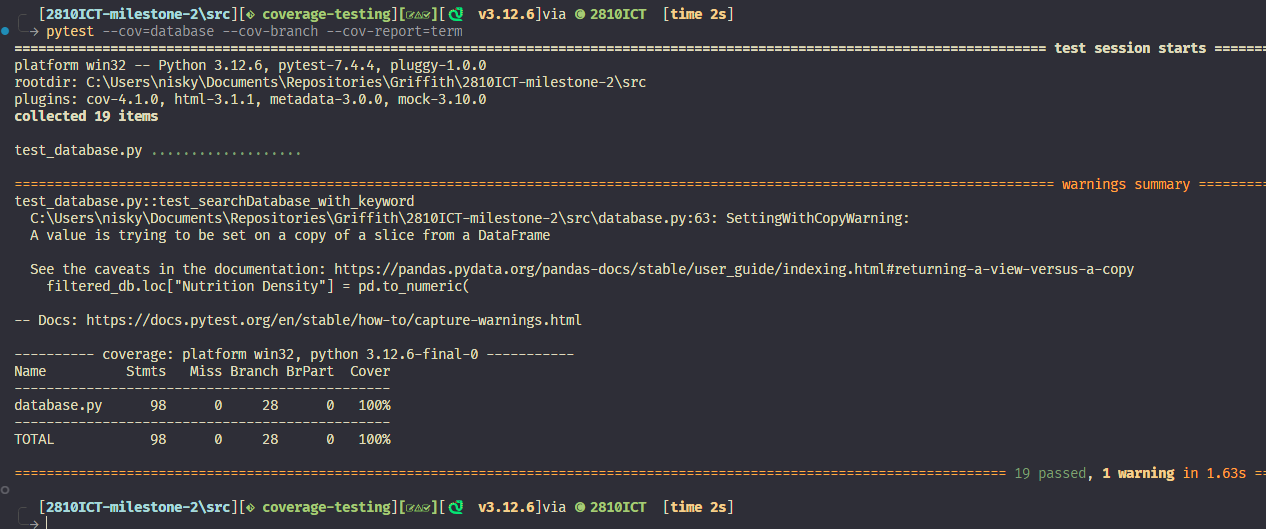 [2810ICT-milestone-2\src][coverage-testing][v3.12.6]via 2810ICT [time 2s]
→ pytest --cov=database --cov-branch --cov-report=term
================================ test session starts =======
platform win32 -- Python 3.12.6, pytest-7.4.4, pluggy-1.0.0
rootdir: C:\Users\nisky\Documents\Repositories\Griffith\2810ICT-milestone-2\src
plugins: cov-4.1.0, html-3.1.1, metadata-3.0.0, mock-3.10.0
collected 19 items
test_database.py ...................
================================ warnings summary =========
test_database.py::test_searchDatabase_with_keyword
C:\Users\nisky\Documents\Repositories\Griffith\2810ICT-milestone-2\src\database.py:63: SettingWithCopyWarning:
A value is trying to be set on a copy of a slice from a DataFrame
See the caveats in the documentation: https://pandas.pydata.org/pandas-docs/stable/user_guide/indexing.html#returning-a-view-versus-a-copy
filtered_db.loc["Nutrition Density"] = pd.to_numeric(
-- Docs: https://docs.pytest.org/en/stable/how-to/capture-warnings.html
---------- coverage: platform win32, python 3.12.6-final-0 -----------
Name Stmts Miss Branch BrPart Cover
-----------------------------------------------
database.py 98 0 28 0 100%
-----------------------------------------------
TOTAL 98 0 28 0 100%
================================ 19 passed, 1 warning in 1.63s ==
[2810ICT-milestone-2\src][coverage-testing][v3.12.6]via 2810ICT [time 2s]
→